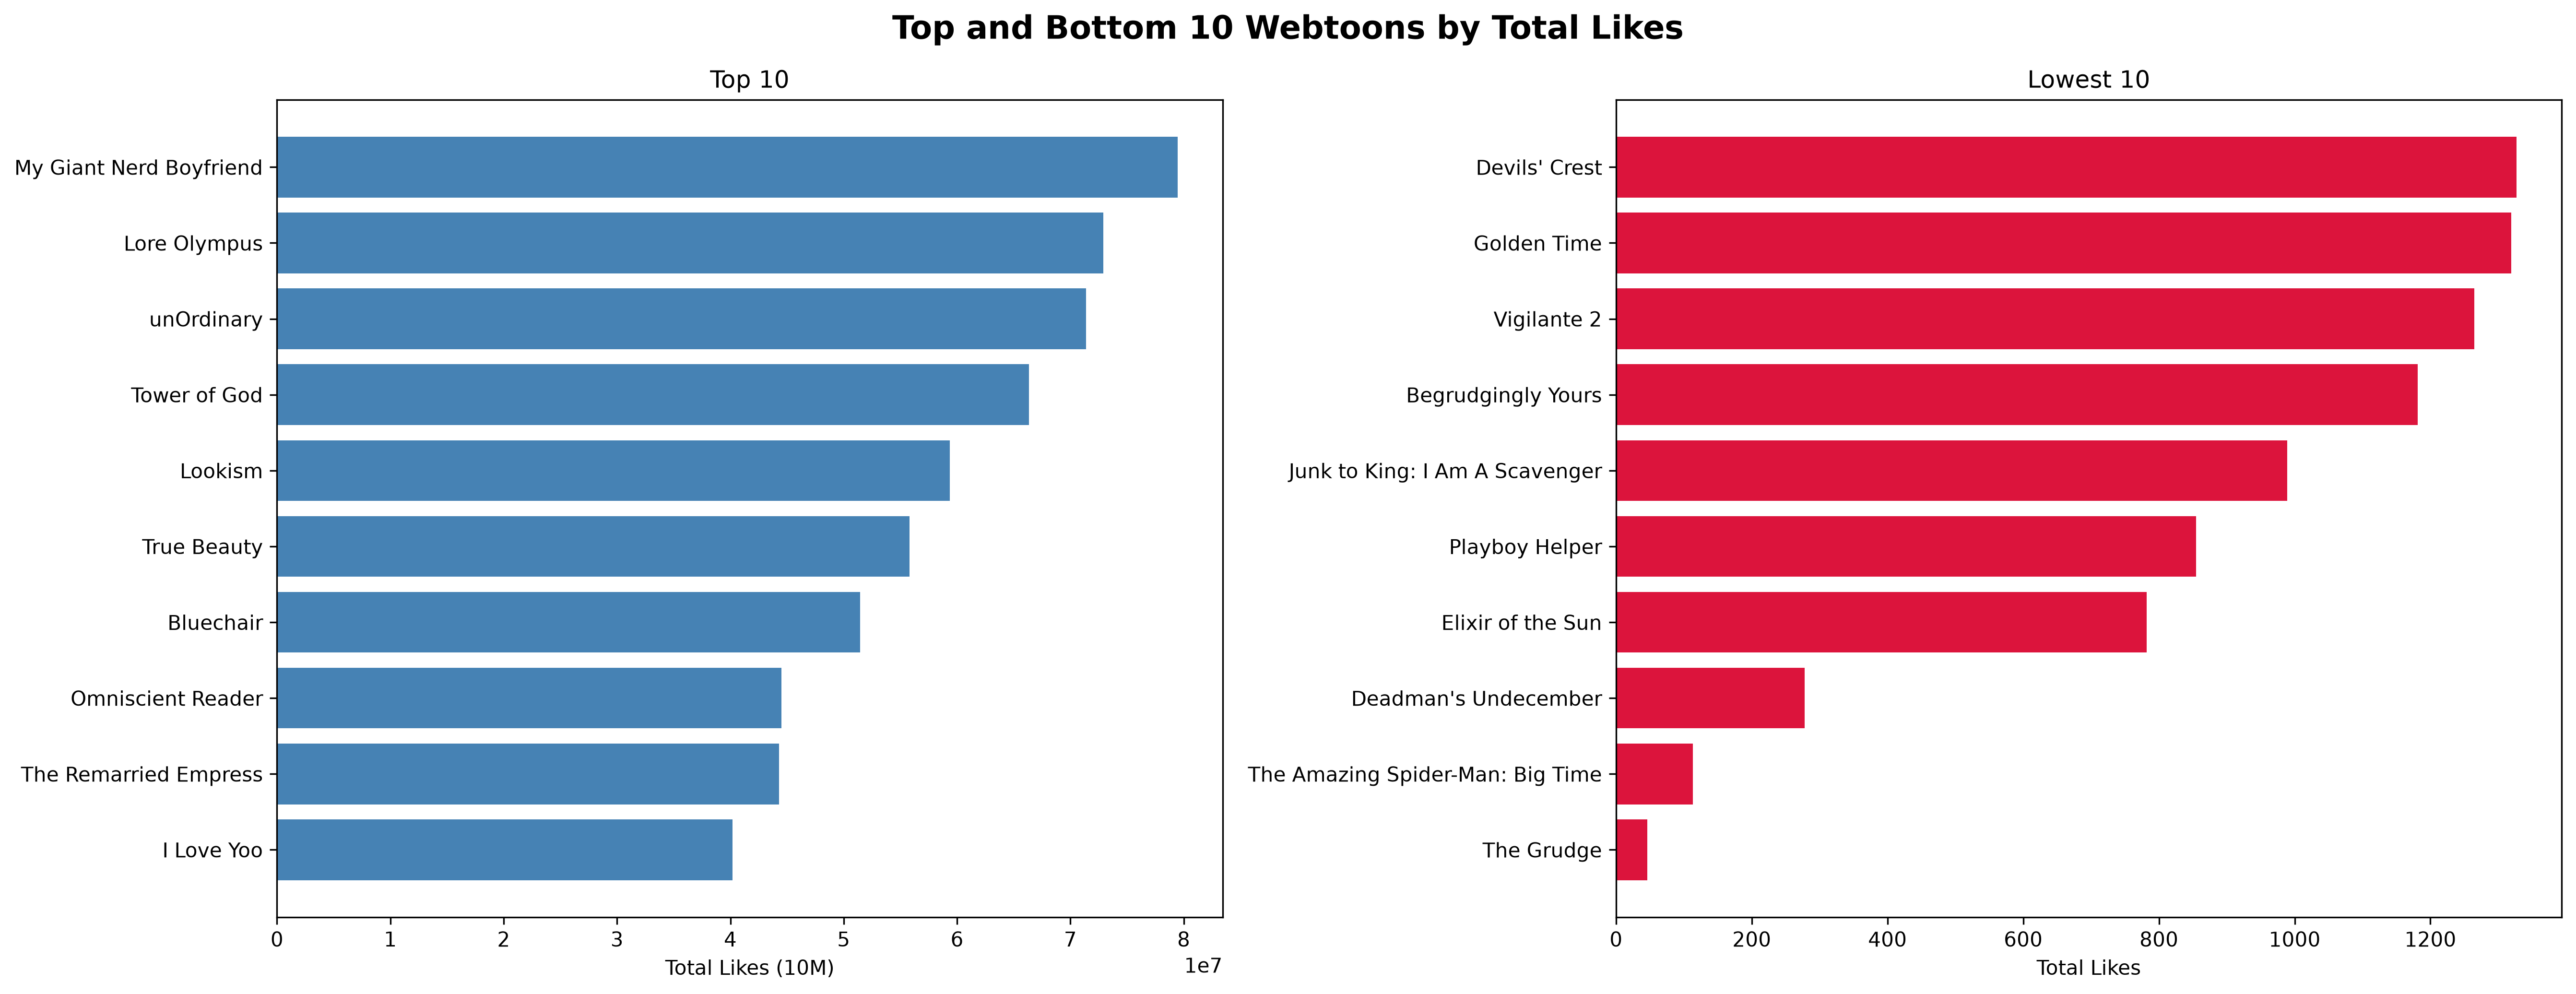 Top and Bottom 10 Webtoons by Total Likes
Top 10
My Giant Nerd Boyfriend
Lore Olympus
unOrdinary
Tower of God
Lookism
True Beauty
Bluechair
Omniscient Reader
The Remarried Empress
I Love Yoo
0 1 2 3 4 5 6 7 8
1e7
Total Likes (10M)
Lowest 10
Devils' Crest
Golden Time
Vigilante 2
Begrudgingly Yours
Junk to King: I Am A Scavenger
Playboy Helper
Elixir of the Sun
Deadman's Undecember
The Amazing Spider-Man: Big Time
The Grudge
0 200 400 600 800 1000 1200
Total Likes